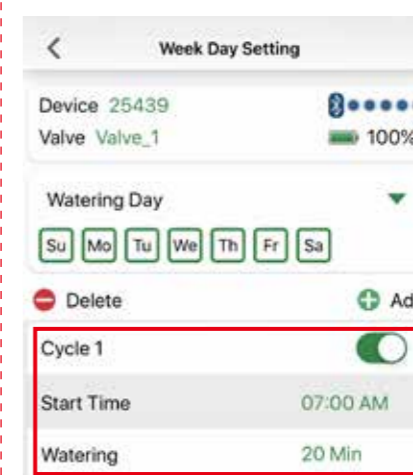 Week Day Setting
Device 25439
Valve Valve_1 100%
Watering Day
Su Mo Tu We Th Fr Sa
Delete Ad
Cycle 1
Start Time 07:00 AM
Watering 20 Min